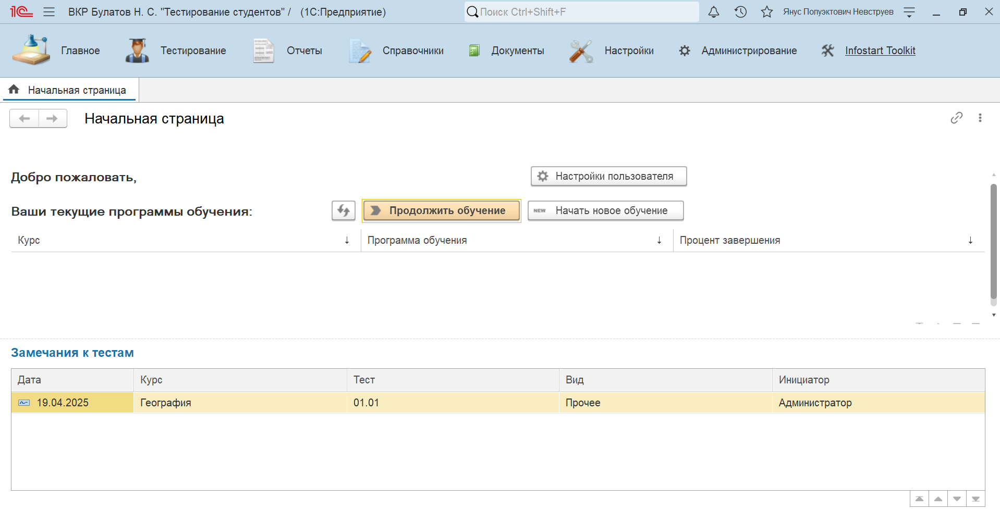 1С ВКР Булатов Н. С. "Тестирование студентов" / (1С:Предприятие) Поиск Ctrl+Shift+F Янус Полуэктович Невструев
Главное Тестирование Отчеты Справочники Документы Настройки Администрирование Infostart Toolkit
Начальная страница
Начальная страница
Добро пожаловать, Настройки пользователя
Ваши текущие программы обучения: Продолжить обучение NEW Начать новое обучение
Курс ↓ Программа обучения ↓ Процент завершения ↓
Замечания к тестам
Дата Курс Тест Вид Инициатор
19.04.2025 География 01.01 Прочее Администратор